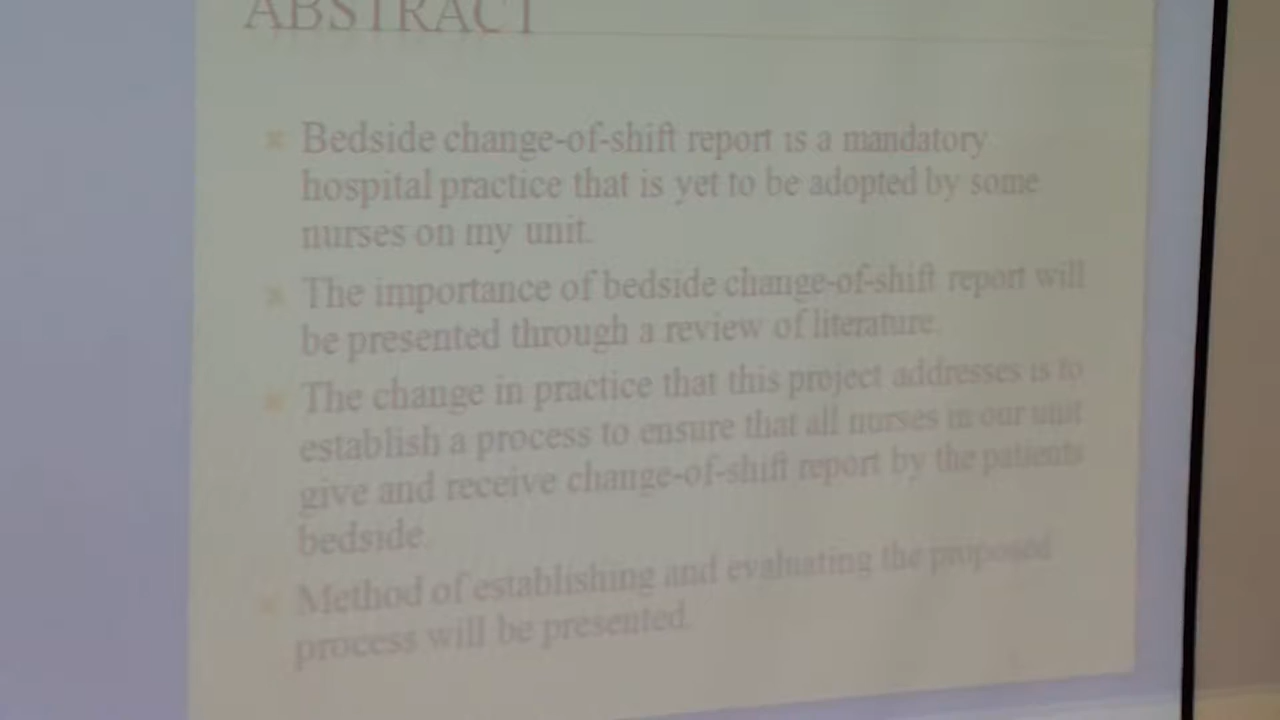 ABSTRACT
Bedside change-of-shift report is a mandatory
hospital practice that is yet to be adopted by some
nurses on my unit.
The importance of bedside change-of-shift report will
be presented through a review of literature.
The change in practice that this project addresses is to
establish a process to ensure that all nurses in our unit
give and receive change-of-shift report by the patients
bedside.
Method of establishing and evaluating the proposed
process will be presented.